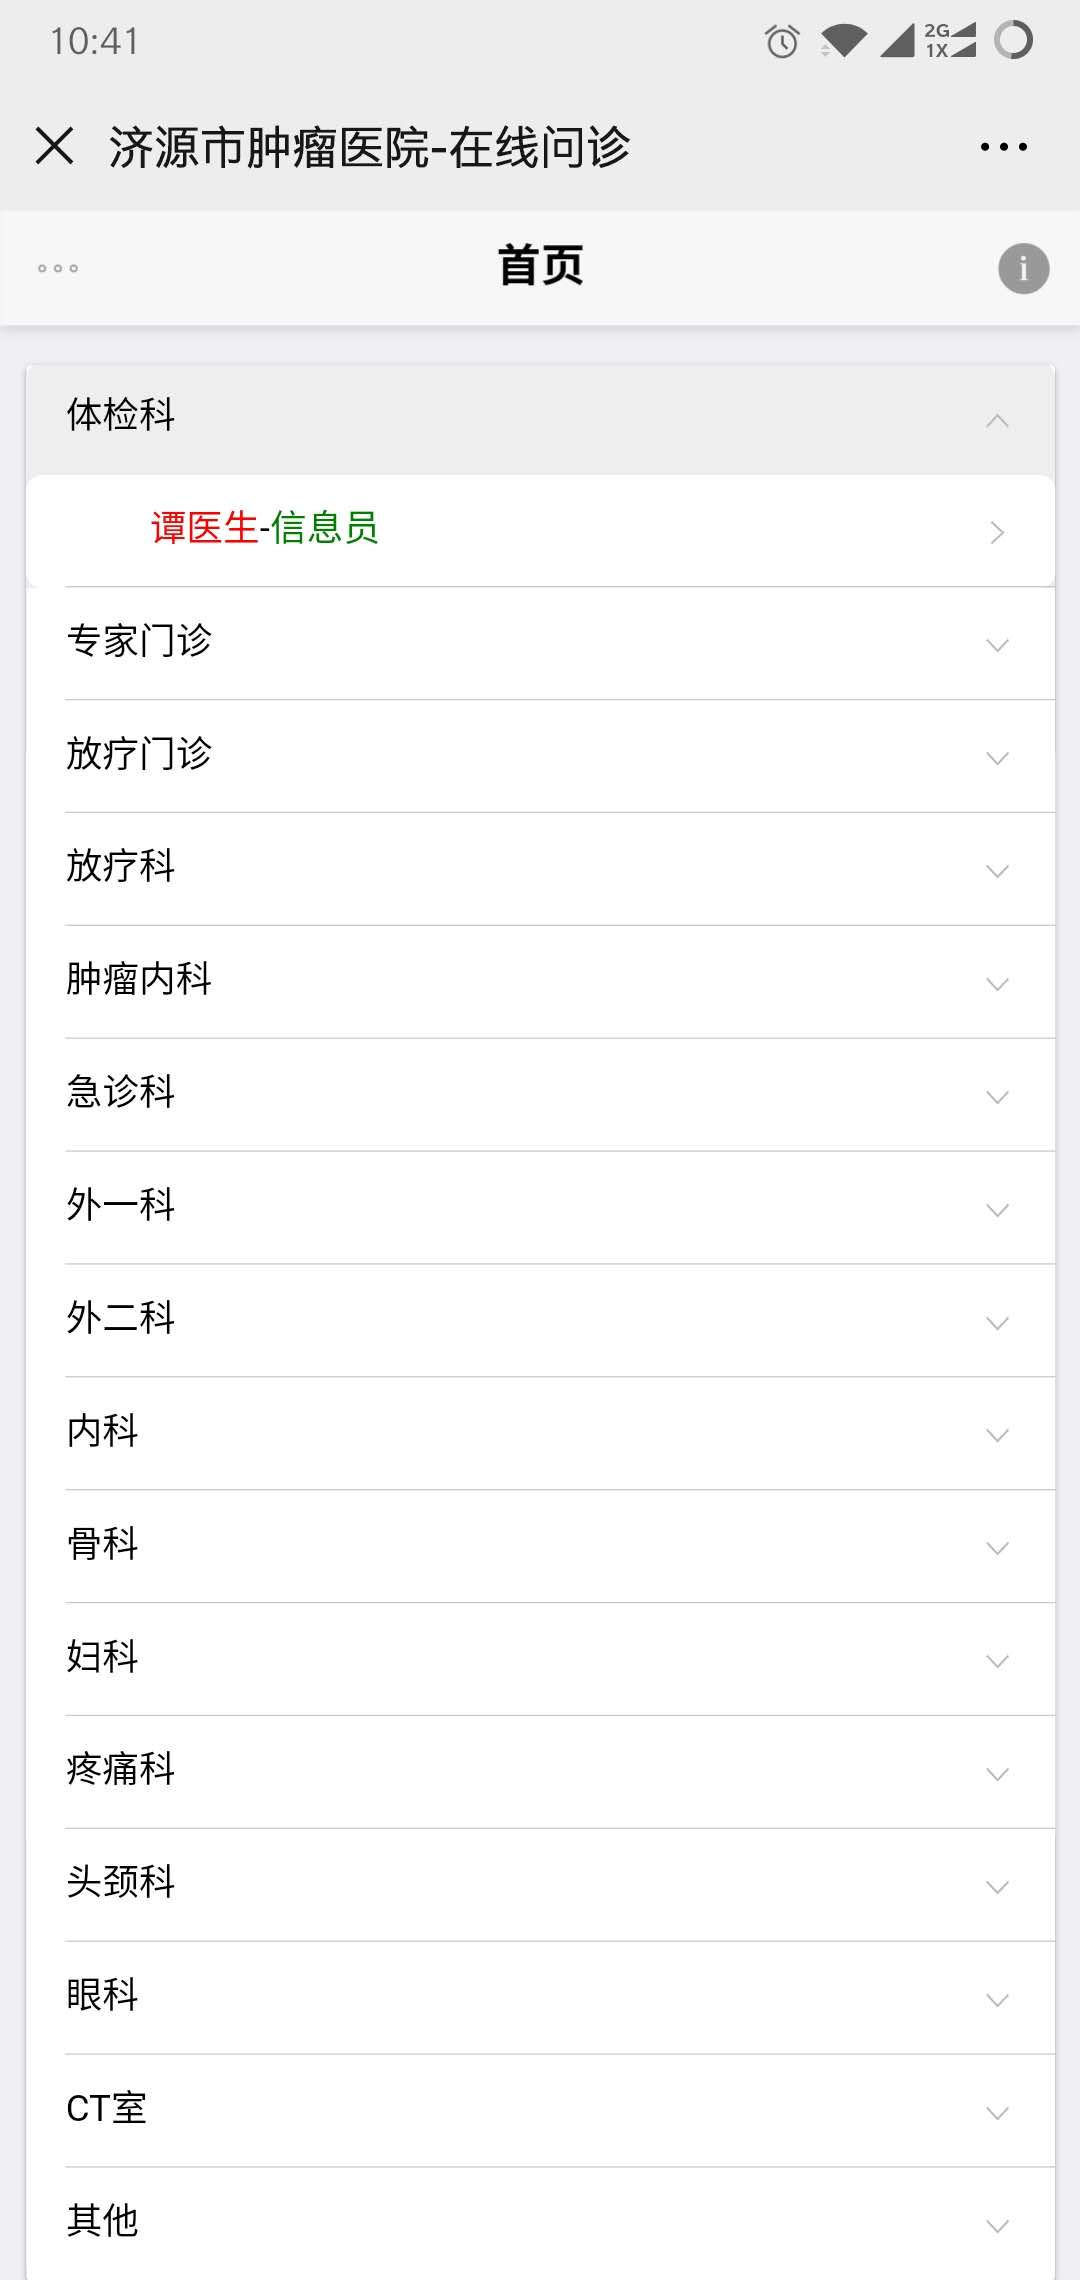 10:41
2G
1X
济源市肿瘤医院-在线问诊
首页
i
体检科
谭医生-信息员
专家门诊
放疗门诊
放疗科
肿瘤内科
急诊科
外一科
外二科
内科
骨科
妇科
疼痛科
头颈科
眼科
CT室
其他